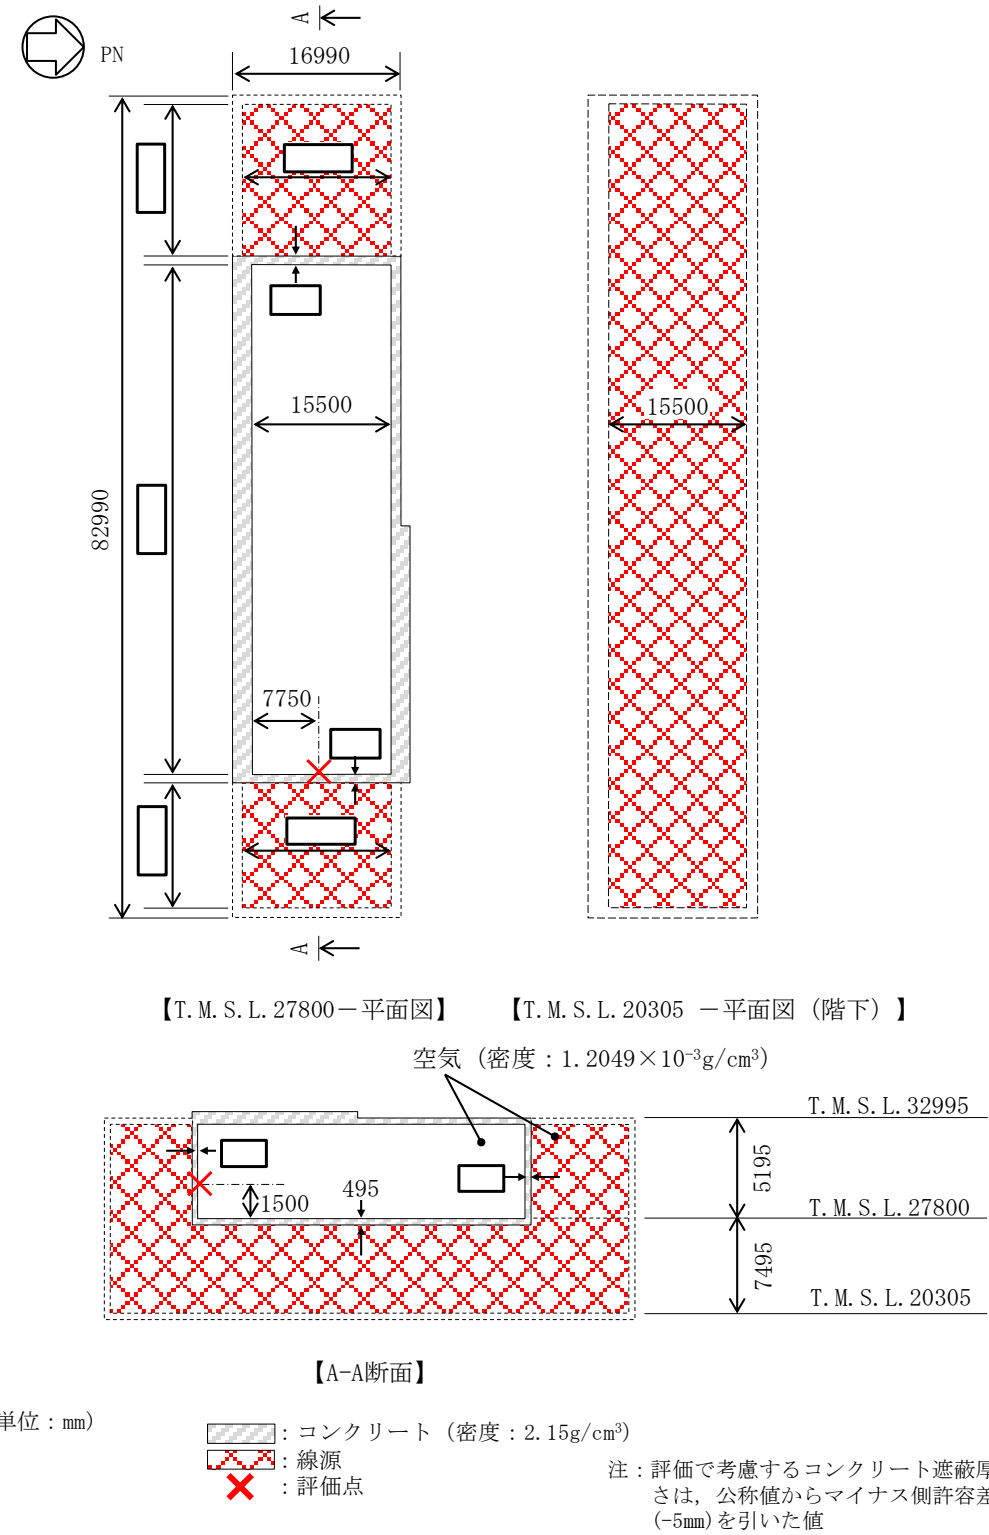 A
PN
16990
15500
15500
82990
7750
A
【T.M.S.L.27800－平面図】
【T.M.S.L.20305 －平面図（階下）】
空気（密度：1.2049×10⁻³g/cm³）
T.M.S.L.32995
5195
495
1500
T.M.S.L.27800
7495
T.M.S.L.20305
【A-A断面】
単位：mm）
：コンクリート（密度：2.15g/cm³）
：線源
：評価点
注：評価で考慮するコンクリート遮蔽厚
さは，公称値からマイナス側許容差
(-5mm)を引いた値